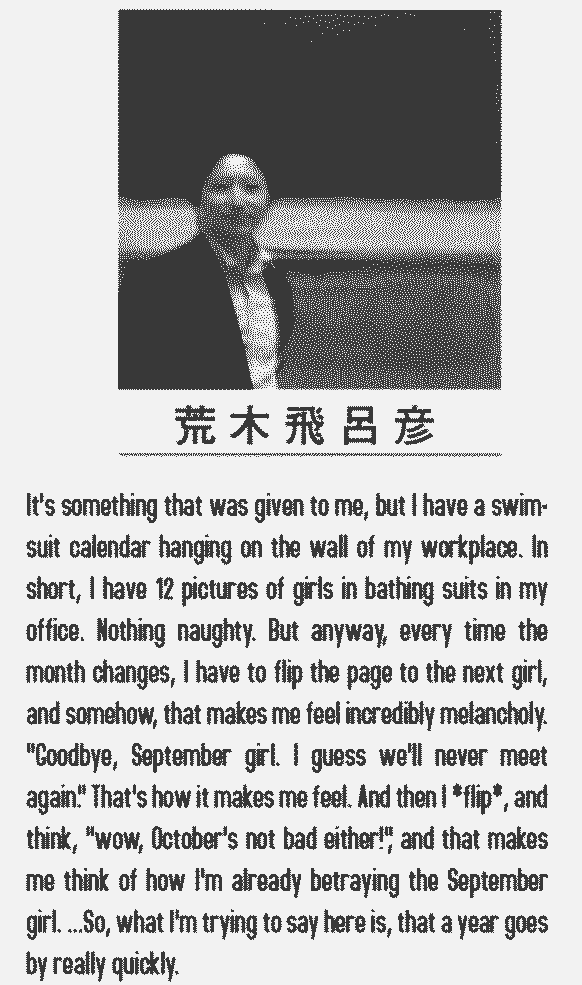 荒木飛呂彦
It's something that was given to me, but I have a swim-
suit calendar hanging on the wall of my workplace. In
short, I have 12 pictures of girls in bathing suits in my
office. Nothing naughty. But anyway, every time the
month changes, I have to flip the page to the next girl,
and somehow, that makes me feel incredibly melancholy.
"Goodbye, September girl. I guess we'll never meet
again." That's how it makes me feel. And then I *flip*, and
think, "wow, October's not bad either!", and that makes
me think of how I'm already betraying the September
girl. ...So, what I'm trying to say here is, that a year goes
by really quickly.